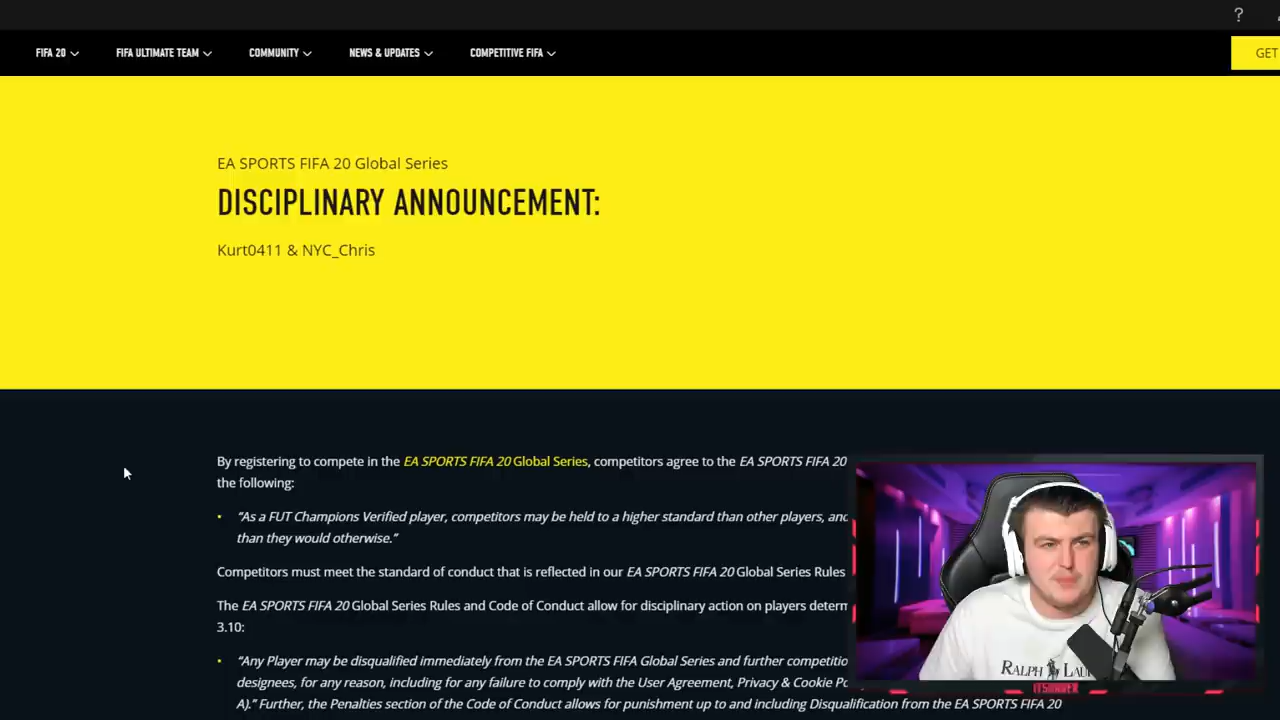 ?
FIFA 20 FIFA ULTIMATE TEAM COMMUNITY NEWS & UPDATES COMPETITIVE FIFA GET
EA SPORTS FIFA 20 Global Series
DISCIPLINARY ANNOUNCEMENT:
Kurt0411 & NYC_Chris
By registering to compete in the EA SPORTS FIFA 20 Global Series, competitors agree to the EA SPORTS FIFA 20
the following:
• “As a FUT Champions Verified player, competitors may be held to a higher standard than other players, and
than they would otherwise.”
Competitors must meet the standard of conduct that is reflected in our EA SPORTS FIFA 20 Global Series Rules
The EA SPORTS FIFA 20 Global Series Rules and Code of Conduct allow for disciplinary action on players determ
3.10:
• “Any Player may be disqualified immediately from the EA SPORTS FIFA Global Series and further competitio
designees, for any reason, including for any failure to comply with the User Agreement, Privacy & Cookie Po
A).” Further, the Penalties section of the Code of Conduct allows for punishment up to and including Disqualification from the EA SPORTS FIFA 20
RALPH LAU